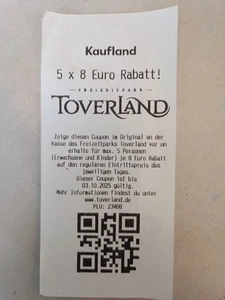 Kaufland
5 x 8 Euro Rabatt!
FREIZEITPARK
TOVERLAND
Zeige diesen Coupon im Original an der
Kasse des Freizeitparks Toverland vor un
erhalte für max. 5 Personen
(Erwachsene und Kinder) je 8 Euro Rabatt
auf den regulären Eintrittspreis des
jeweiligen Tages.
Dieser Coupon ist bis
03.10.2025 gültig.
Mehr Informationen findest du unter
www.toverland.de
PLU: 23460